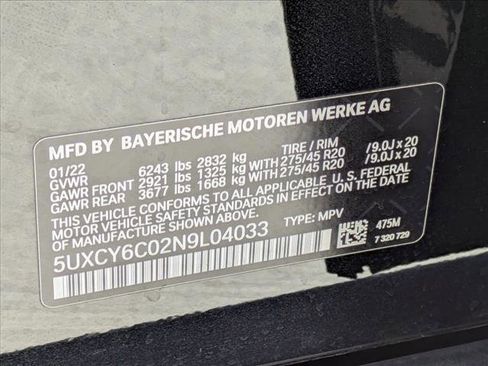 MFD BY BAYERISCHE MOTOREN WERKE AG
01/22 TIRE / RIM
GVWR 6243 lbs 2832 kg
GAWR FRONT 2921 lbs 1325 kg WITH 275/45 R20 /9.0J x 20
GAWR REAR 3677 lbs 1668 kg WITH 275/45 R20 /9.0J x 20
THIS VEHICLE CONFORMS TO ALL APPLICABLE U. S. FEDERAL
MOTOR VEHICLE SAFETY STANDARDS IN EFFECT ON THE
DATE OF MANUFACTURE SHOWN ABOVE.
5UXCY6C02N9L04033 TYPE: MPV
475M
7 320 729